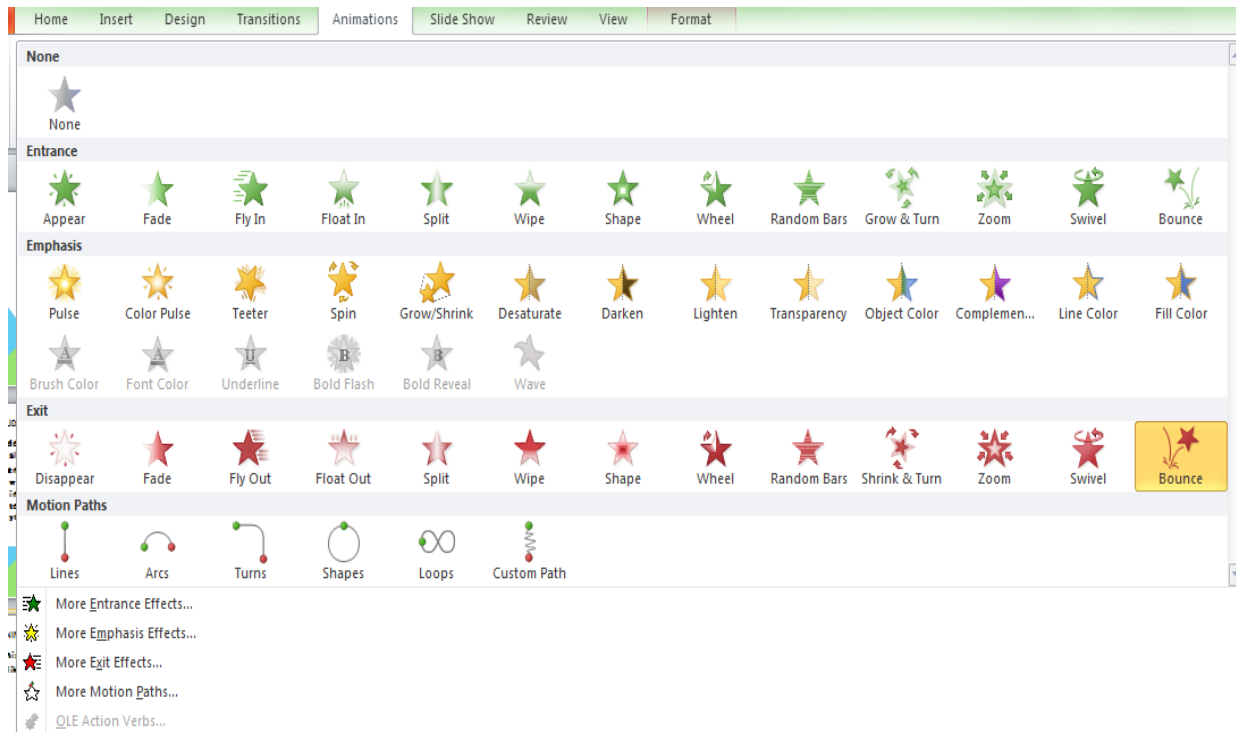 Home Insert Design Transitions Animations Slide Show Review View Format
None
None
Entrance
Appear Fade Fly In Float In Split Wipe Shape Wheel Random Bars Grow & Turn Zoom Swivel Bounce
Emphasis
Pulse Color Pulse Teeter Spin Grow/Shrink Desaturate Darken Lighten Transparency Object Color Complemen... Line Color Fill Color
Brush Color Font Color Underline Bold Flash Bold Reveal Wave
Exit
Disappear Fade Fly Out Float Out Split Wipe Shape Wheel Random Bars Shrink & Turn Zoom Swivel Bounce
Motion Paths
Lines Arcs Turns Shapes Loops Custom Path
More Entrance Effects...
More Emphasis Effects...
More Exit Effects...
More Motion Paths...
OLE Action Verbs...